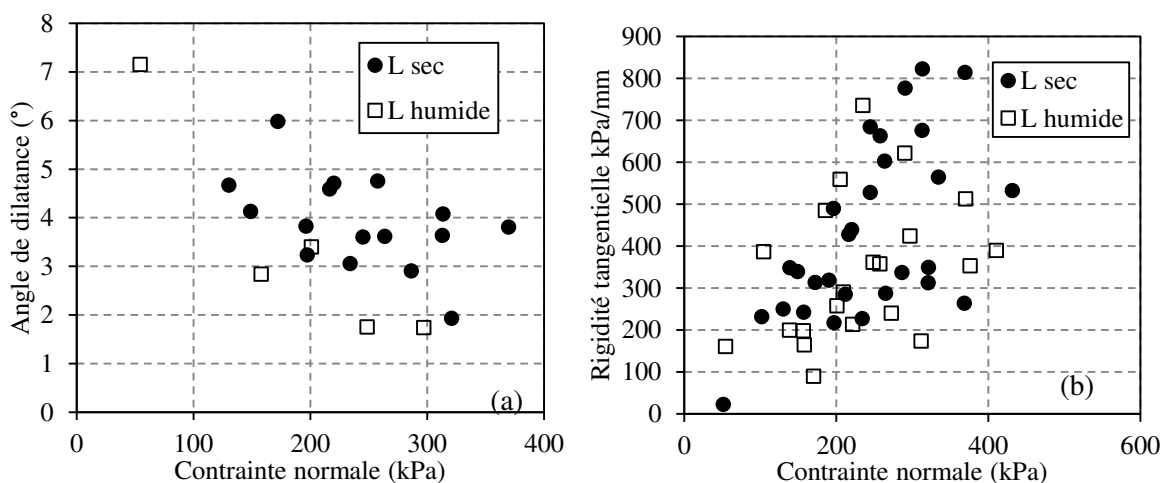 8
7
6
5
4
3
2
1
0
0
100
200
300
400
Angle de dilatance (°)
Contrainte normale (kPa)
L sec
L humide
(a)
900
800
700
600
500
400
300
200
100
0
0
200
400
600
Rigidité tangentielle kPa/mm
Contrainte normale (kPa)
L sec
L humide
(b)